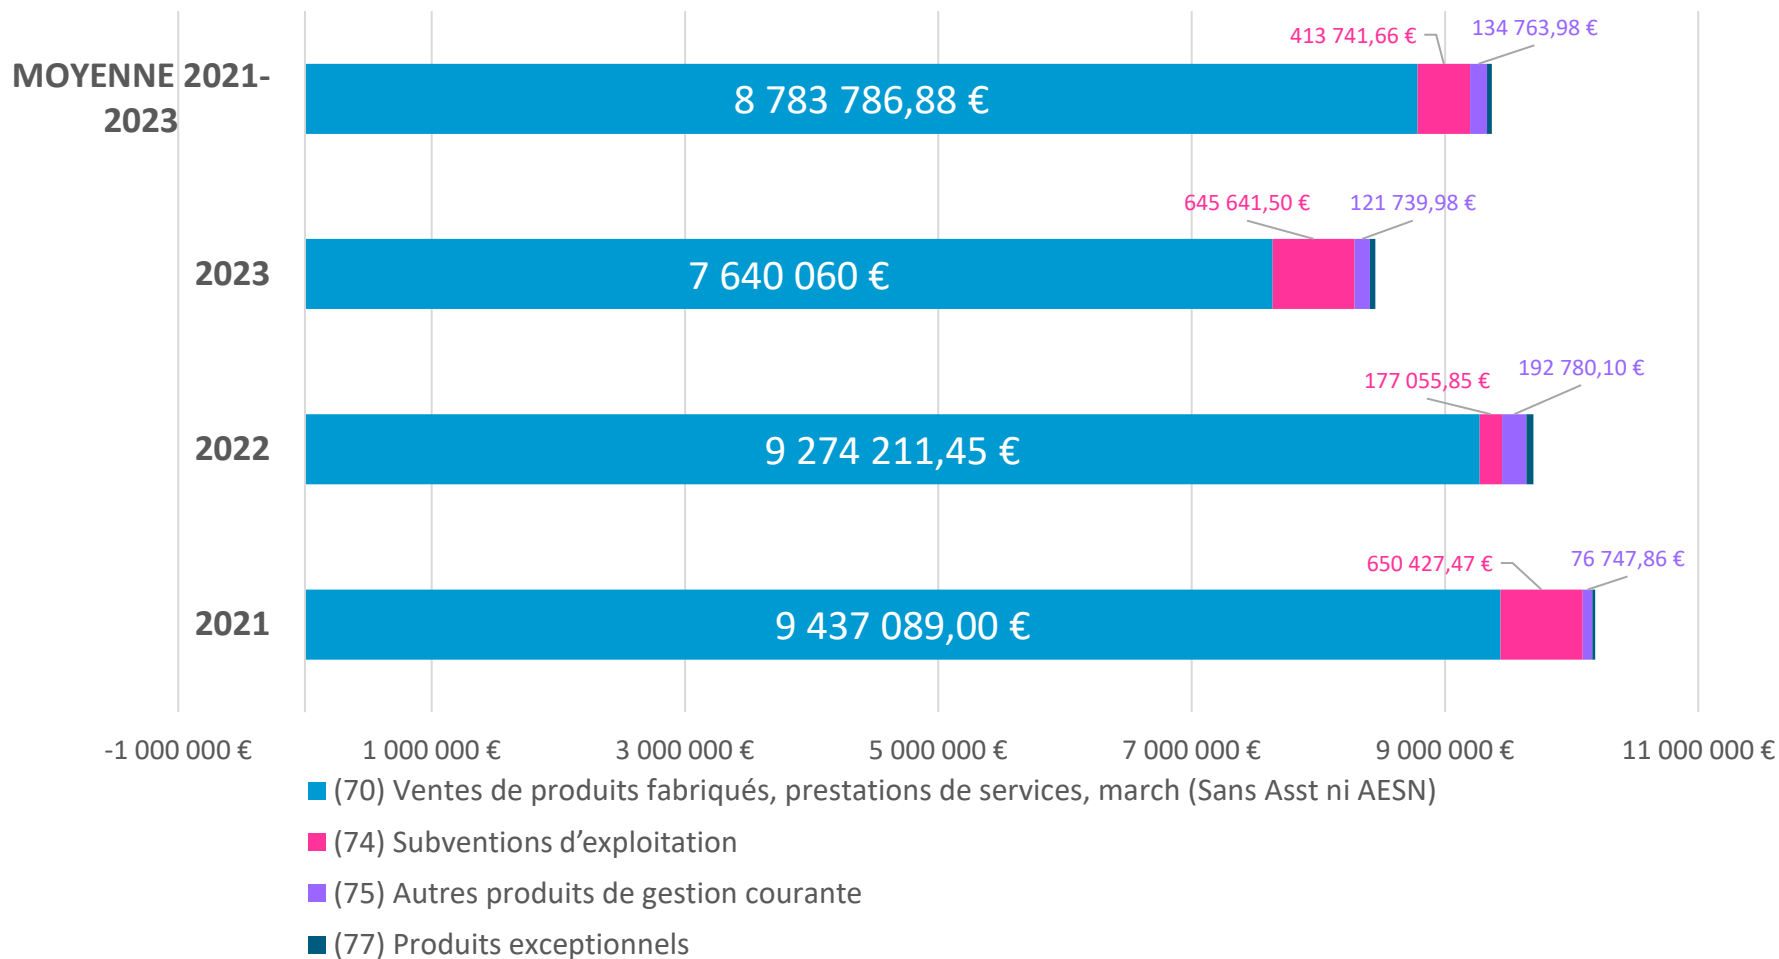 413 741,66 €
134 763,98 €
MOYENNE 2021-
2023
8 783 786,88 €
645 641,50 €
121 739,98 €
2023
7 640 060 €
177 055,85 €
192 780,10 €
2022
9 274 211,45 €
650 427,47 €
76 747,86 €
2021
9 437 089,00 €
-1 000 000 €
1 000 000 €
3 000 000 €
5 000 000 €
7 000 000 €
9 000 000 €
11 000 000 €
(70) Ventes de produits fabriqués, prestations de services, march (Sans Asst ni AESN)
(74) Subventions d’exploitation
(75) Autres produits de gestion courante
(77) Produits exceptionnels